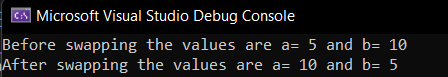 Microsoft Visual Studio Debug Console
Before swapping the values are a= 5 and b= 10
After swapping the values are a= 10 and b= 5